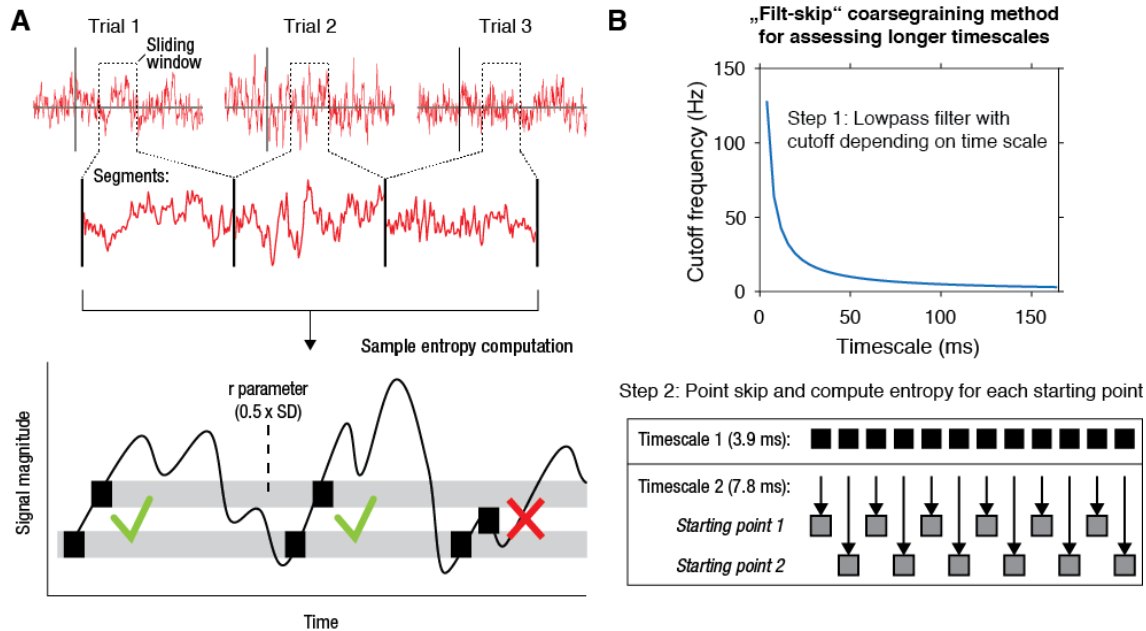 A
Trial 1
Trial 2
Trial 3
Sliding
window
Segments:
Sample entropy computation
r parameter
(0.5 x SD)
Signal magnitude
Time
B
„Filt-skip“ coarsegraining method
for assessing longer timescales
150
100
50
0
Cutoff frequency (Hz)
Step 1: Lowpass filter with
cutoff depending on time scale
0
50
100
150
Timescale (ms)
Step 2: Point skip and compute entropy for each starting point
Timescale 1 (3.9 ms):
Timescale 2 (7.8 ms):
Starting point 1
Starting point 2